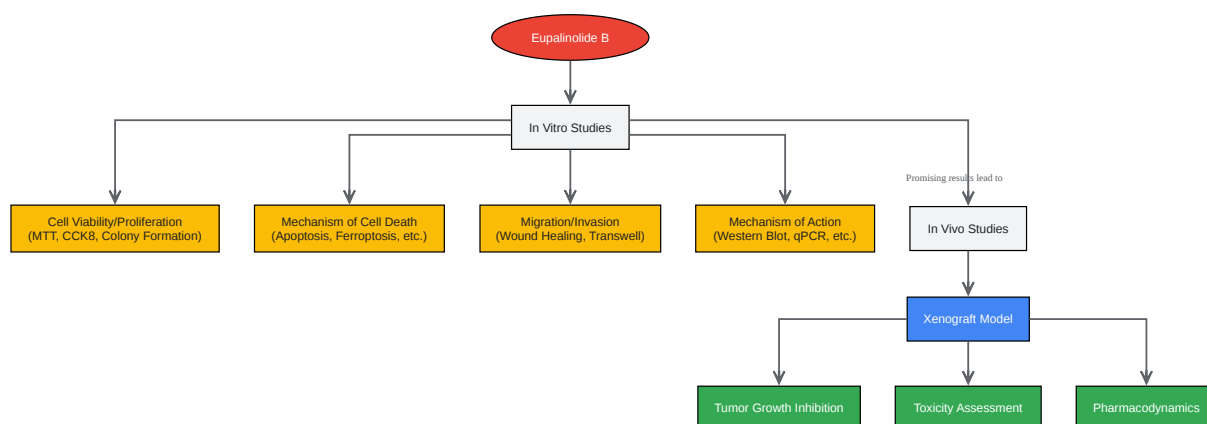 Eupalinolide B
In Vitro Studies
Promising results lead to
Cell Viability/Proliferation
(MTT, CCK8, Colony Formation)
Mechanism of Cell Death
(Apoptosis, Ferroptosis, etc.)
Migration/Invasion
(Wound Healing, Transwell)
Mechanism of Action
(Western Blot, qPCR, etc.)
In Vivo Studies
Xenograft Model
Tumor Growth Inhibition
Toxicity Assessment
Pharmacodynamics